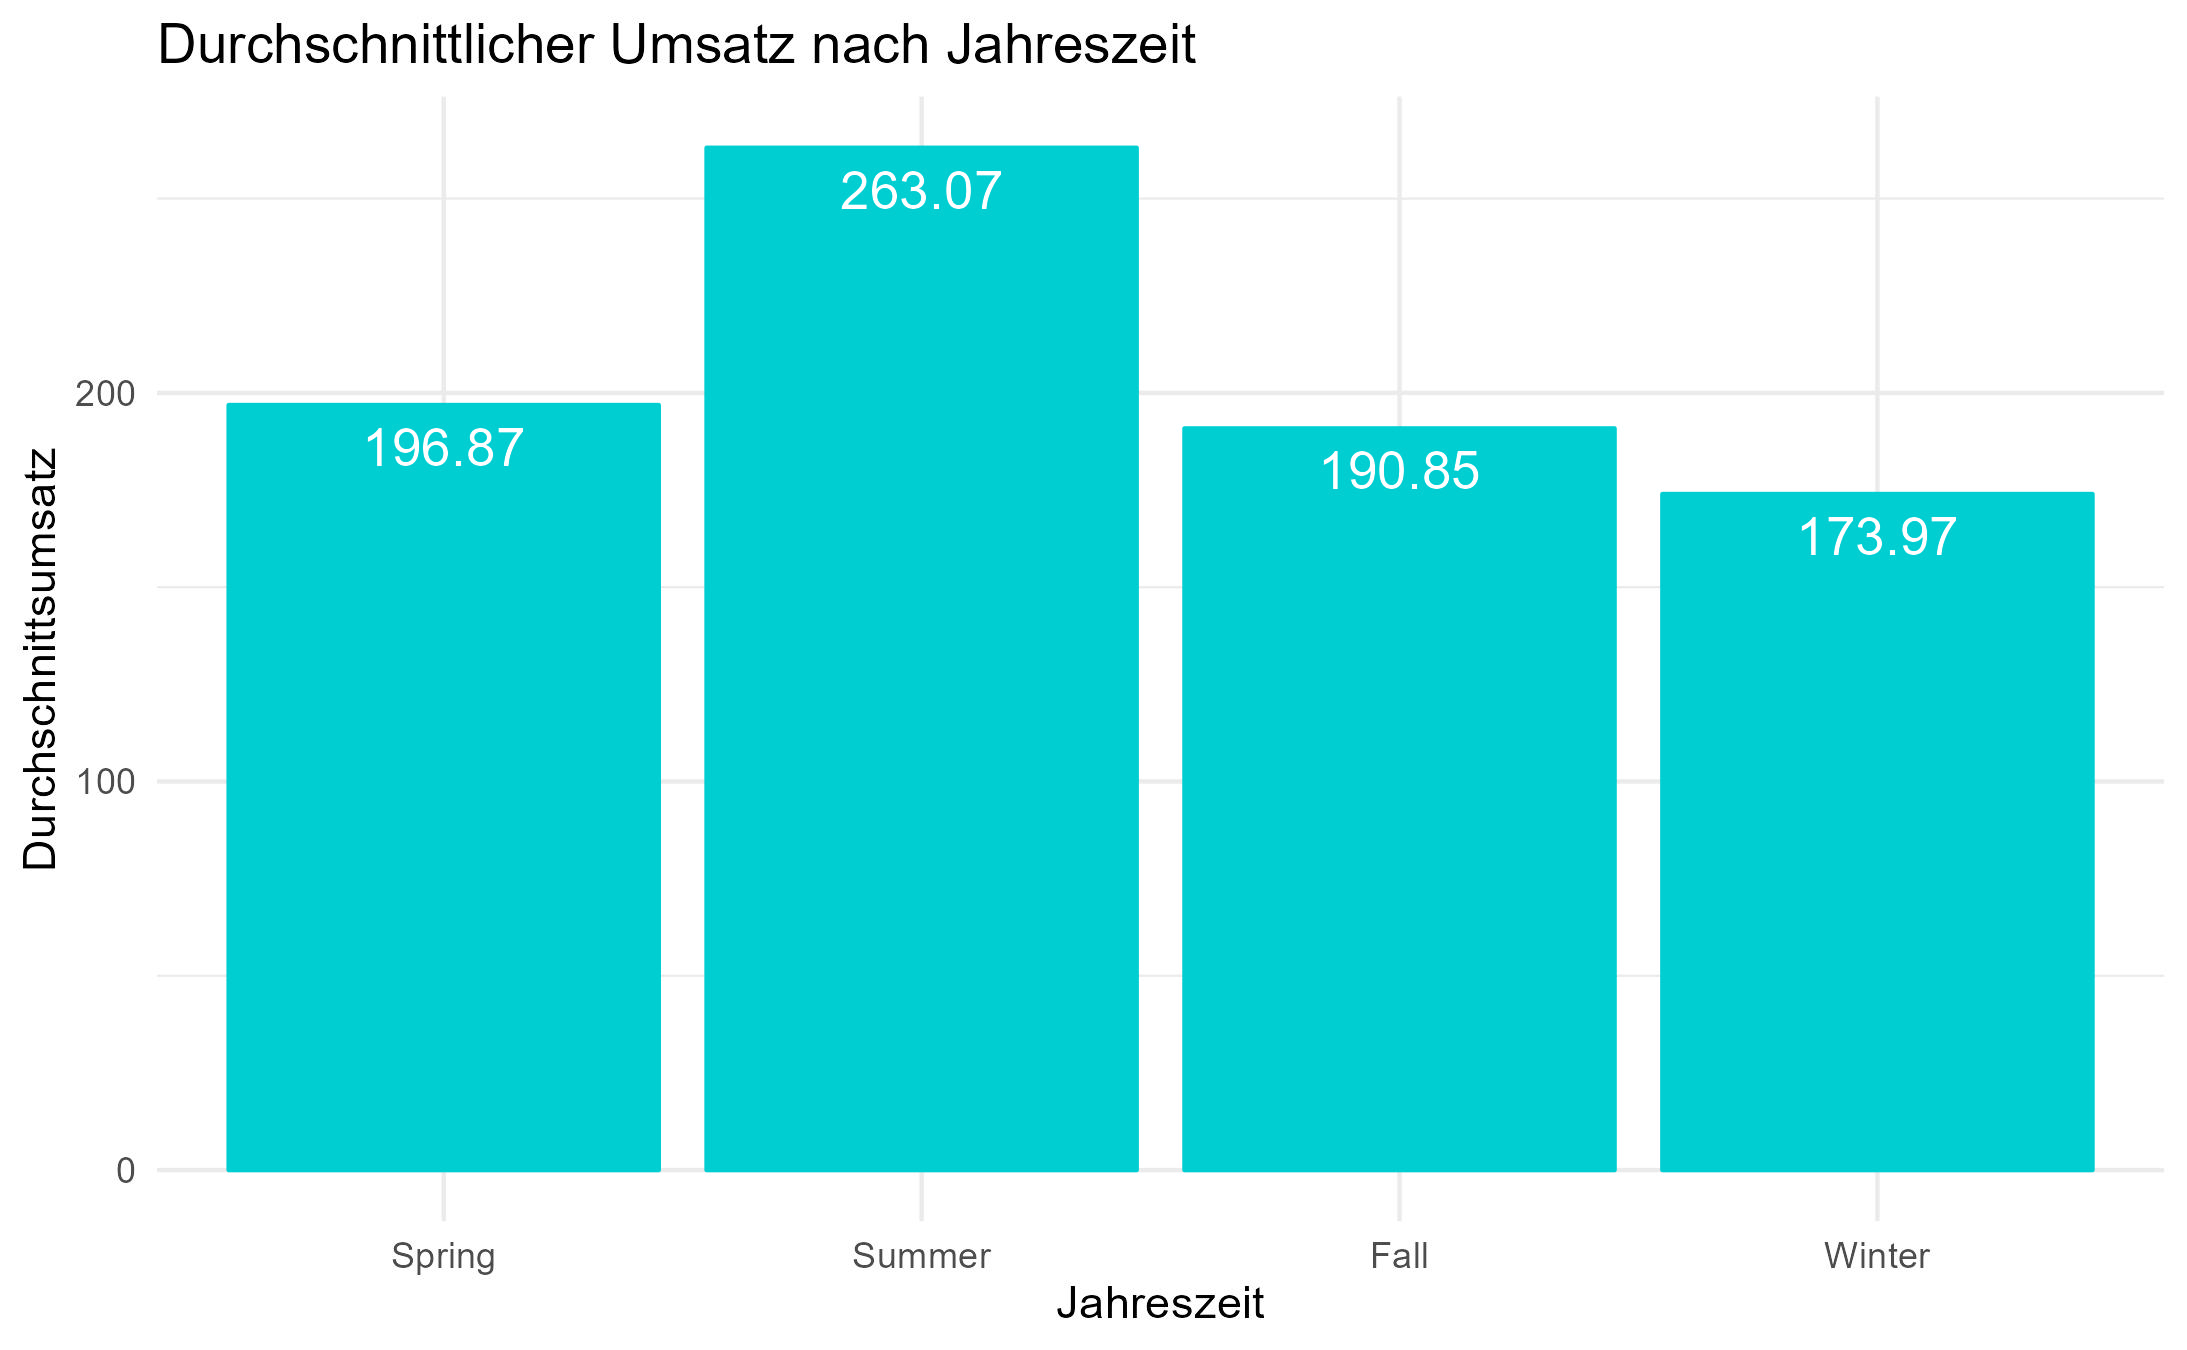 Durchschnittlicher Umsatz nach Jahreszeit
Durchschnittsumsatz
200
100
0
196.87
263.07
190.85
173.97
Spring
Summer
Fall
Winter
Jahreszeit